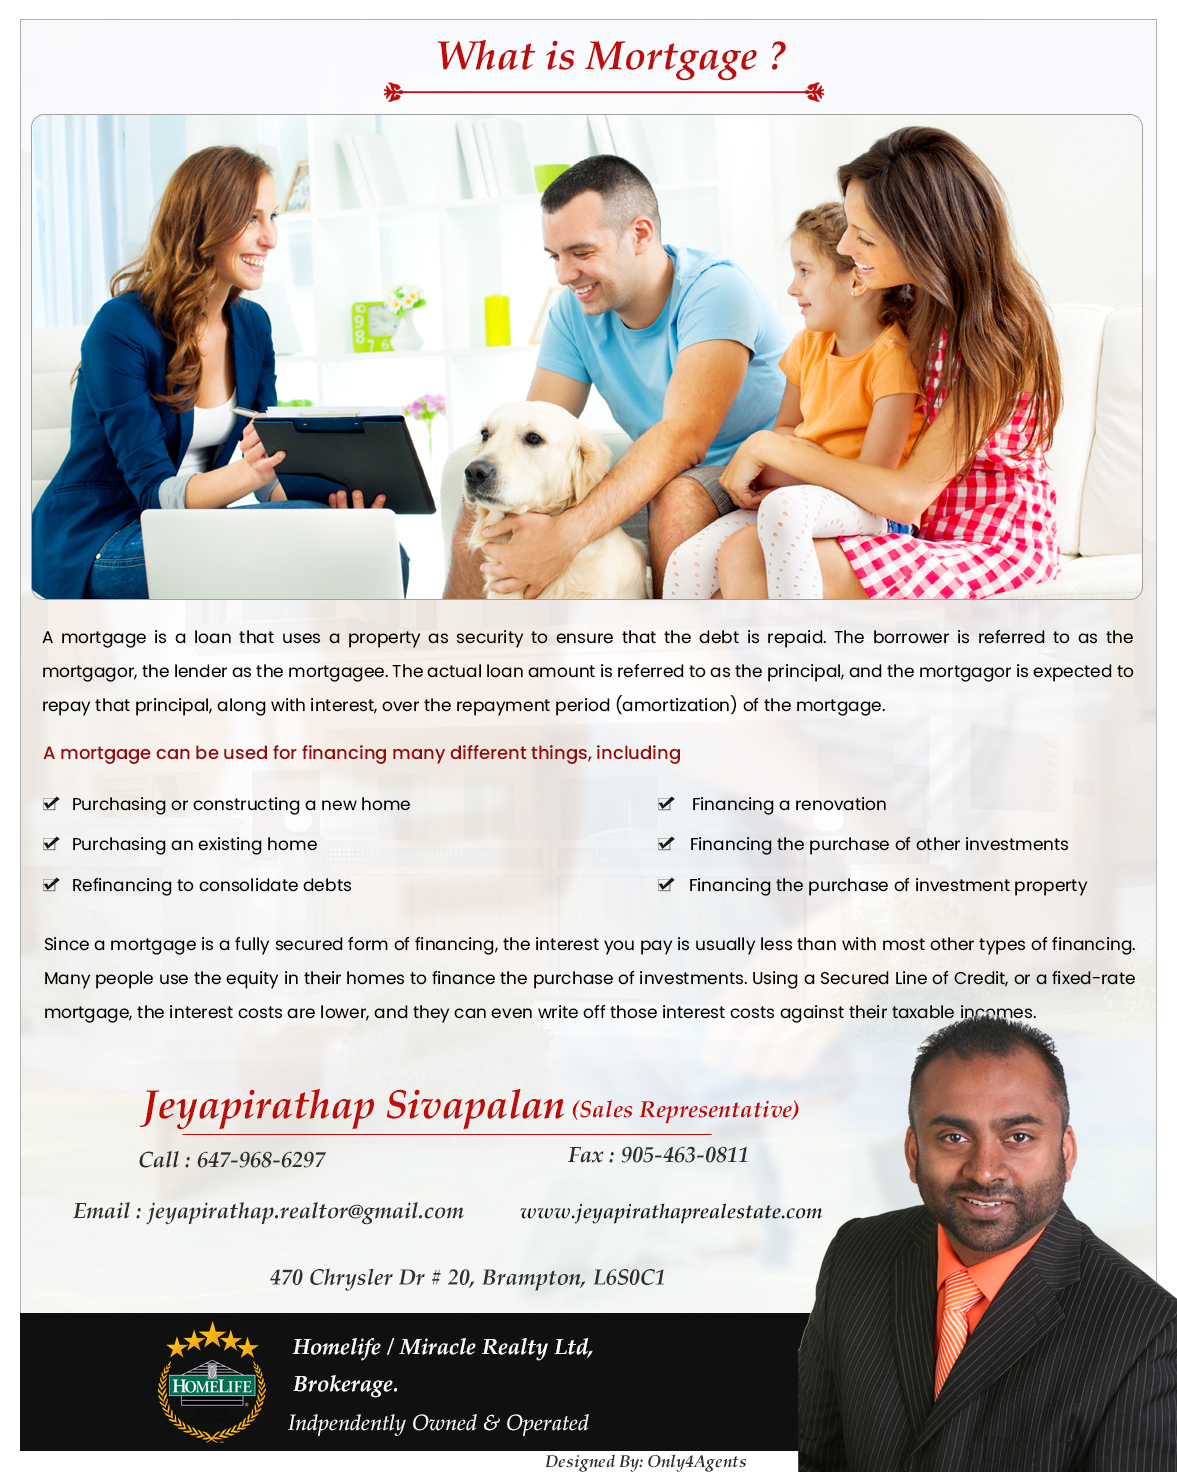 What is Mortgage ?
A mortgage is a loan that uses a property as security to ensure that the debt is repaid. The borrower is referred to as the
mortgagor, the lender as the mortgagee. The actual loan amount is referred to as the principal, and the mortgagor is expected to
repay that principal, along with interest, over the repayment period (amortization) of the mortgage.
A mortgage can be used for financing many different things, including
Purchasing or constructing a new home
Purchasing an existing home
Refinancing to consolidate debts
Financing a renovation
Financing the purchase of other investments
Financing the purchase of investment property
Since a mortgage is a fully secured form of financing, the interest you pay is usually less than with most other types of financing.
Many people use the equity in their homes to finance the purchase of investments. Using a Secured Line of Credit, or a fixed-rate
mortgage, the interest costs are lower, and they can even write off those interest costs against their taxable incomes.
Jeyapirathap Sivapalan (Sales Representative)
Call : 647-968-6297
Fax : 905-463-0811
Email : jeyapirathap.realtor@gmail.com
www.jeyapirathaprealestate.com
470 Chrysler Dr # 20, Brampton, L6S0C1
HOMELIFE
Homelife / Miracle Realty Ltd,
Brokerage.
Indpendently Owned & Operated
Designed By: Only4Agents